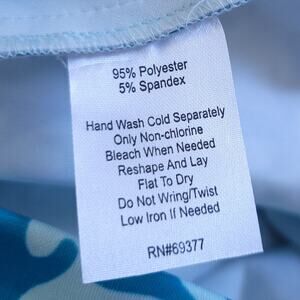 95% Polyester
5% Spandex
Hand Wash Cold Separately
Only Non-chlorine
Bleach When Needed
Reshape And Lay
Flat To Dry
Do Not Wring/Twist
Low Iron If Needed
RN#69377